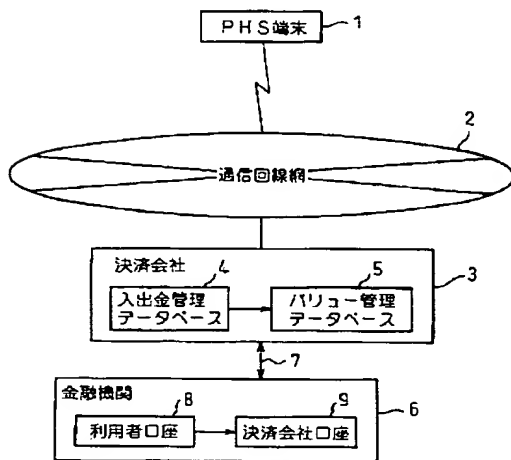 PHS端末
1
2
通信回線網
決済会社
4
5
3
入出金管理
データベース
バリュー管理
データベース
7
金融機関
8
9
6
利用者口座
決済会社口座